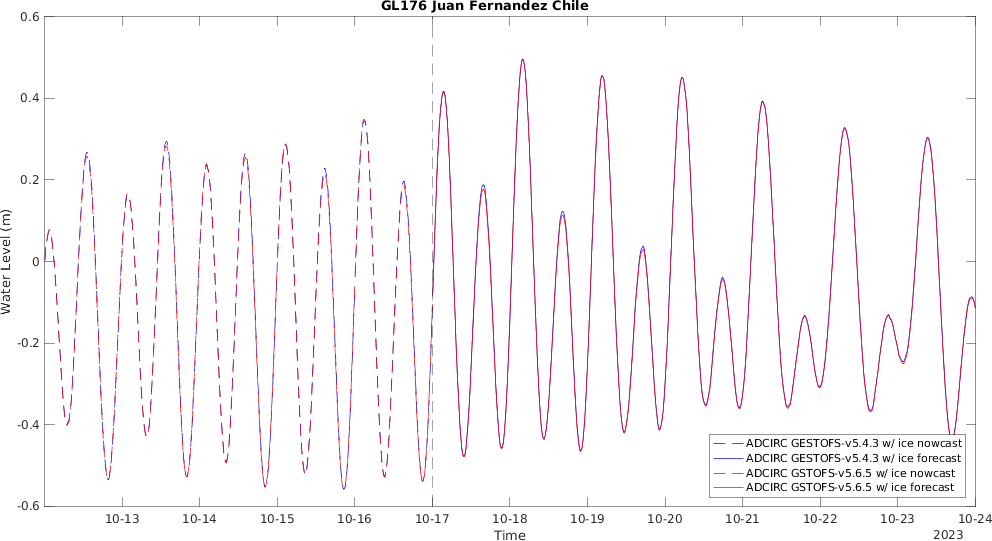 GL176 Juan Fernandez Chile
0.6
0.4
0.2
0
-0.2
-0.4
-0.6
Water Level (m)
ADCIRC GESTOFS-v5.4.3 w/ ice nowcast
ADCIRC GESTOFS-v5.4.3 w/ ice forecast
ADCIRC GSTOFS-v5.6.5 w/ ice nowcast
ADCIRC GSTOFS-v5.6.5 w/ ice forecast
10-13 10-14 10-15 10-16 10-17 10-18 10-19 10-20 10-21 10-22 10-23 10-24
Time
2023